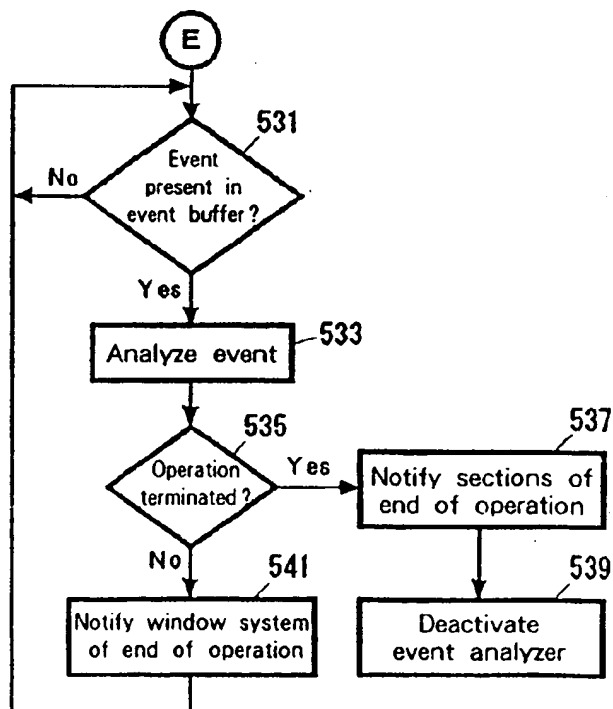 E
531
Event
present in
event buffer?
No
Yes
533
Analyze event
535
Operation
terminated?
Yes
537
Notify sections of
end of operation
No
541
Notify window system
of end of operation
539
Deactivate
event analyzer